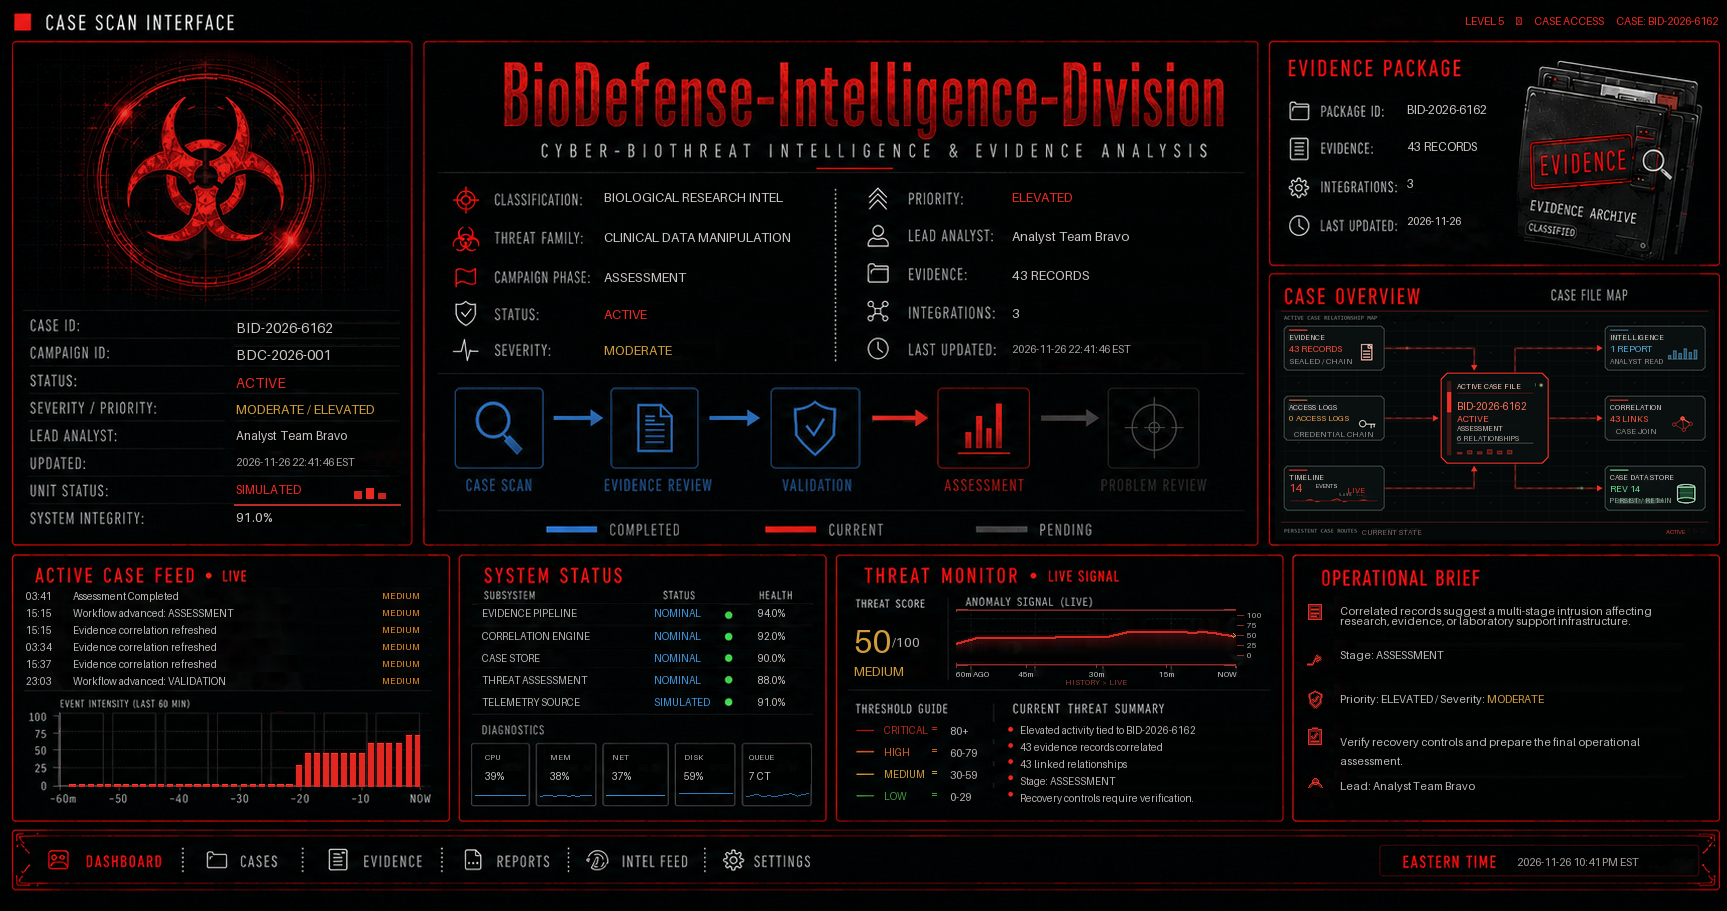 CASE SCAN INTERFACE
LEVEL 5 CASE ACCESS CASE: BID-2026-6162
CASE ID: BID-2026-6162
CAMPAIGN ID: BDC-2026-001
STATUS: ACTIVE
SEVERITY / PRIORITY: MODERATE / ELEVATED
LEAD ANALYST: Analyst Team Bravo
UPDATED: 2026-11-26 22:41:46 EST
UNIT STATUS: SIMULATED
SYSTEM INTEGRITY: 91.0%
BioDefense-Intelligence-Division
CYBER-BIOTHREAT INTELLIGENCE & EVIDENCE ANALYSIS
CLASSIFICATION: BIOLOGICAL RESEARCH INTEL
THREAT FAMILY: CLINICAL DATA MANIPULATION
CAMPAIGN PHASE: ASSESSMENT
STATUS: ACTIVE
SEVERITY: MODERATE
PRIORITY: ELEVATED
LEAD ANALYST: Analyst Team Bravo
EVIDENCE: 43 RECORDS
INTEGRATIONS: 3
LAST UPDATED: 2026-11-26 22:41:46 EST
CASE SCAN EVIDENCE REVIEW VALIDATION ASSESSMENT PROBLEM REVIEW
COMPLETED CURRENT PENDING
EVIDENCE PACKAGE
PACKAGE ID: BID-2026-6162
EVIDENCE: 43 RECORDS
INTEGRATIONS: 3
LAST UPDATED: 2026-11-26
EVIDENCE
EVIDENCE ARCHIVE
CLASSIFIED
CASE OVERVIEW CASE FILE MAP
ACTIVE CASE RELATIONSHIP MAP
EVIDENCE
43 RECORDS
SEALED / CHAIN
ACCESS LOGS
0 ACCESS LOGS
CREDENTIAL CHAIN
TIMELINE
14 EVENTS LIVE
ACTIVE CASE FILE
BID-2026-6162
ACTIVE
ASSESSMENT
6 RELATIONSHIPS
INTELLIGENCE
1 REPORT
ANALYST READ
CORRELATION
43 LINKS
CASE JOIN
CASE DATASTORE
REV 14
PERSISTENT CASE ROUTES CURRENT STATE ACTIVE
ACTIVE CASE FEED • LIVE
03:41 Assessment Completed MEDIUM
15:15 Workflow advanced: ASSESSMENT MEDIUM
15:15 Evidence correlation refreshed MEDIUM
03:34 Evidence correlation refreshed MEDIUM
15:37 Evidence correlation refreshed MEDIUM
23:03 Workflow advanced: VALIDATION MEDIUM
EVENT INTENSITY (LAST 60 MIN)
100
75
50
25
0
-60m -50 -40 -30 -20 -10 NOW
SYSTEM STATUS
SUBSYSTEM STATUS HEALTH
EVIDENCE PIPELINE NOMINAL 94.0%
CORRELATION ENGINE NOMINAL 92.0%
CASE STORE NOMINAL 90.0%
THREAT ASSESSMENT NOMINAL 88.0%
TELEMETRY SOURCE SIMULATED 91.0%
DIAGNOSTICS
CPU MEM NET DISK QUEUE
39% 38% 37% 59% 7 CT
THREAT MONITOR • LIVE SIGNAL
THREAT SCORE
50/100
MEDIUM
ANOMALY SIGNAL (LIVE)
100
75
50
25
0
60m AGO 45m 30m 15m NOW
HISTORY > LIVE
THRESHOLD GUIDE
CRITICAL = 80+
HIGH = 60-79
MEDIUM = 30-59
LOW = 0-29
CURRENT THREAT SUMMARY
• Elevated activity tied to BID-2026-6162
• 43 evidence records correlated
• 43 linked relationships
• Stage: ASSESSMENT
• Recovery controls require verification.
OPERATIONAL BRIEF
Correlated records suggest a multi-stage intrusion affecting
research, evidence, or laboratory support infrastructure.
Stage: ASSESSMENT
Priority: ELEVATED / Severity: MODERATE
Verify recovery controls and prepare the final operational
assessment.
Lead: Analyst Team Bravo
DASHBOARD CASES EVIDENCE REPORTS INTEL FEED SETTINGS
EASTERN TIME 2026-11-26 10:41 PM EST